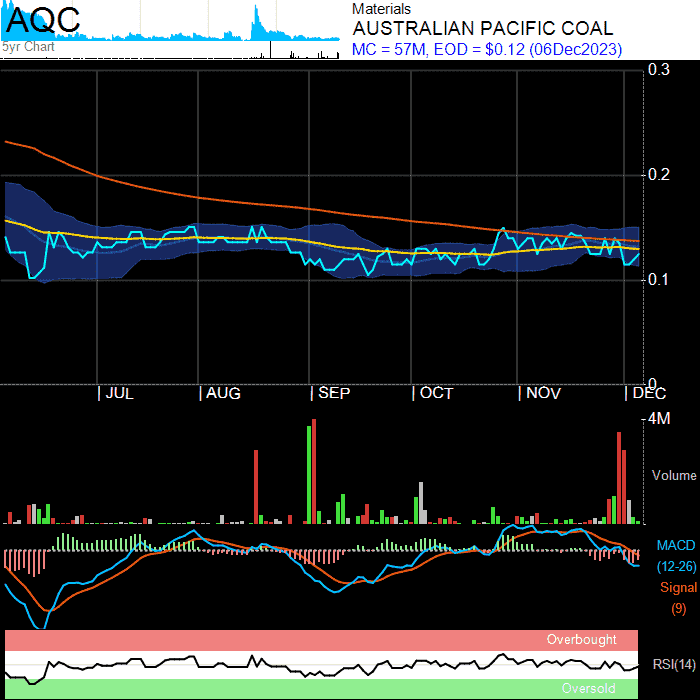 AQC
5yr Chart
Materials
AUSTRALIAN PACIFIC COAL
MC = 57M, EOD = $0.12 (06Dec2023)
0.3
0.2
0.1
0
| JUL
| AUG
| SEP
| OCT
| NOV
| DEC
4M
Volume
MACD
(12-26)
Signal
(9)
Overbought
RSI(14)
Oversold